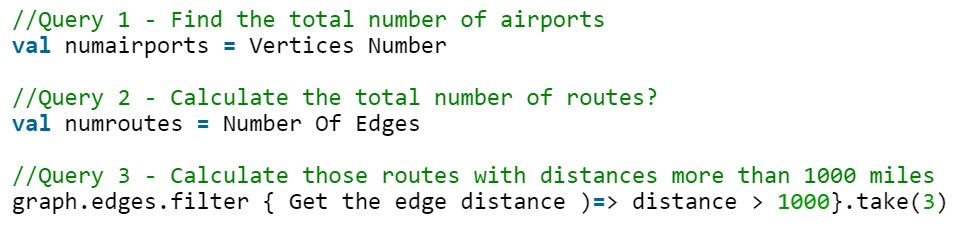 //Query 1 - Find the total number of airports
val numairports = Vertices Number
//Query 2 - Calculate the total number of routes?
val numroutes = Number Of Edges
//Query 3 - Calculate those routes with distances more than 1000 miles
graph.edges.filter { Get the edge distance )=> distance > 1000}.take(3)